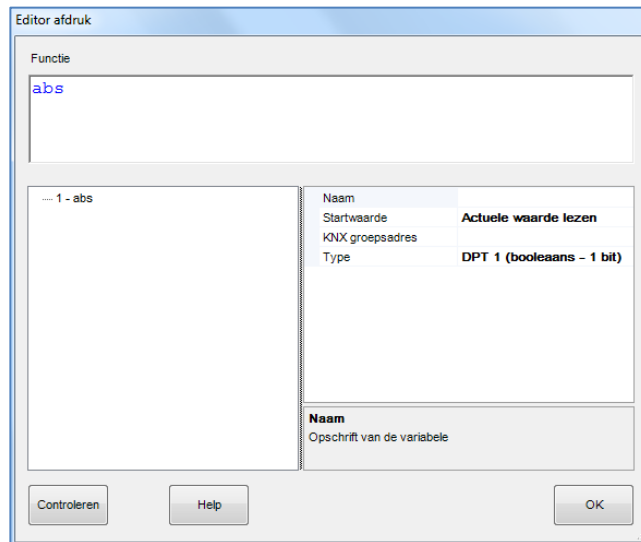 Editor afdruk
Functie
abs
1 - abs
Naam
Startwaarde Actuele waarde lezen
KNX groepsadres
Type DPT 1 (booleaans - 1 bit)
Naam
Opschrift van de variabele
Controleren Help OK